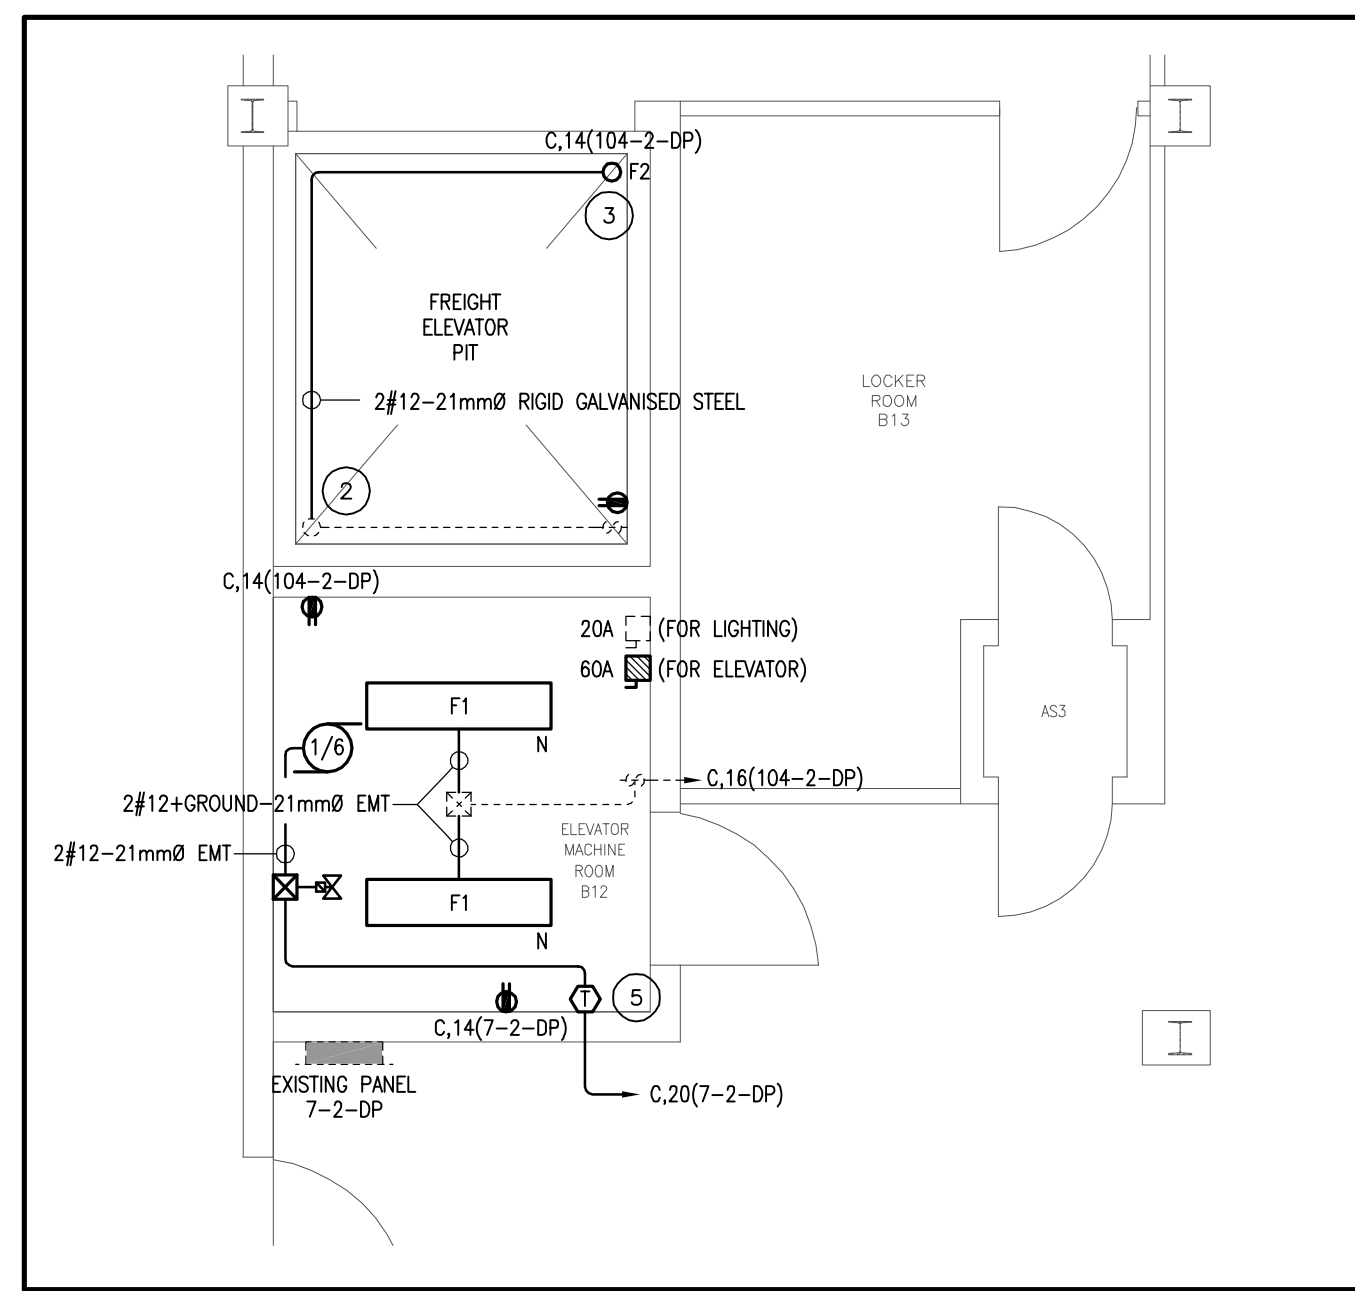 C,14(104-2-DP)
F2
3
FREIGHT
ELEVATOR
PIT
LOCKER
ROOM
B13
2#12-21mmØ RIGID GALVANISED STEEL
2
C,14(104-2-DP)
20A (FOR LIGHTING)
60A (FOR ELEVATOR)
F1
N
AS3
1/6
C,16(104-2-DP)
2#12+GROUND-21mmØ EMT
2#12-21mmØ EMT
ELEVATOR
MACHINE
ROOM
B12
F1
N
T
5
C,14(7-2-DP)
EXISTING PANEL
7-2-DP
C,20(7-2-DP)